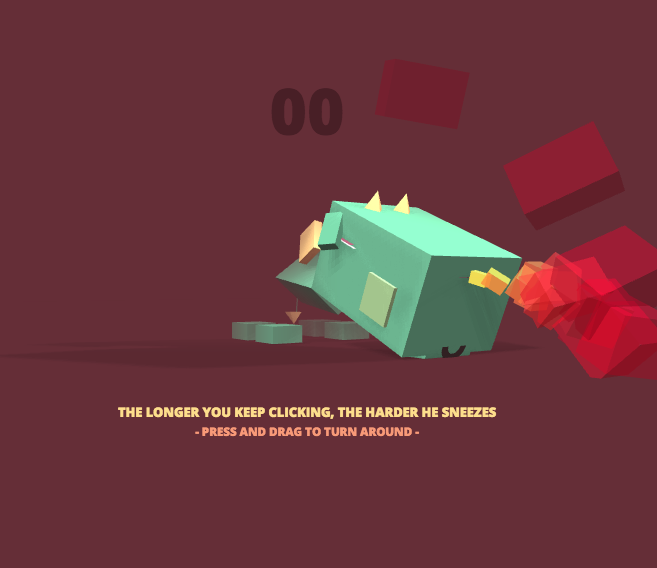 00
THE LONGER YOU KEEP CLICKING, THE HARDER HE SNEEZES
- PRESS AND DRAG TO TURN AROUND -